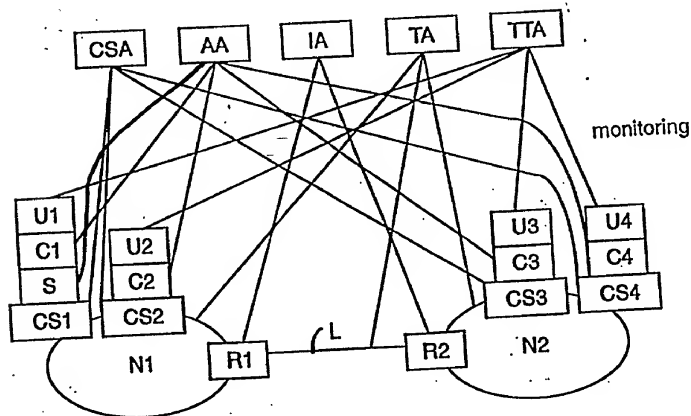 CSA AA IA TA TTA
monitoring
U1 U2 U3 U4
C1 C2 C3 C4
S
CS1 CS2 CS3 CS4
L
N1 R1 R2 N2